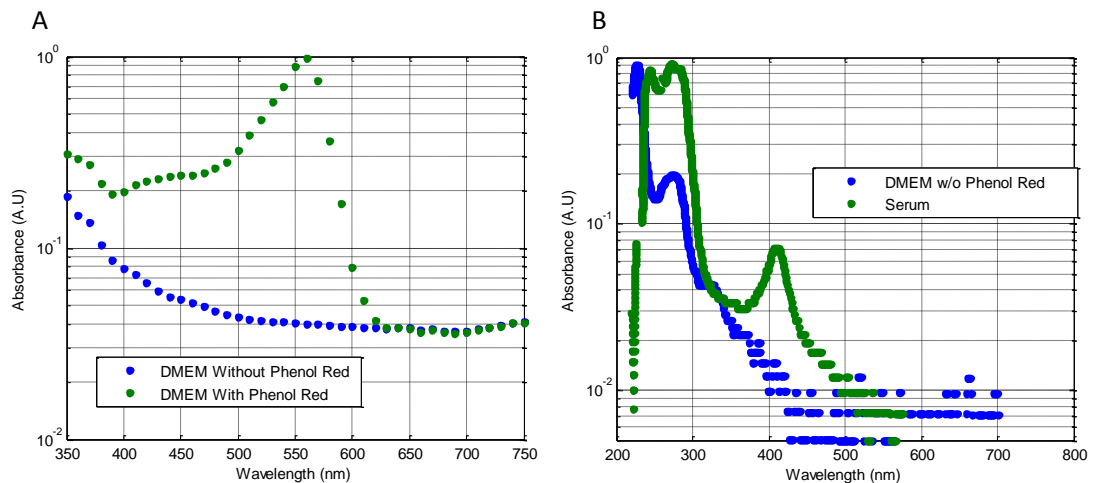 A
B
10^0
10^-1
10^-2
Absorbance (A.U)
DMEM Without Phenol Red
DMEM With Phenol Red
350 400 450 500 550 600 650 700 750
Wavelength (nm)
10^0
10^-1
10^-2
Absorbance (A.U)
DMEM w/o Phenol Red
Serum
200 300 400 500 600 700 800
Wavelength (nm)